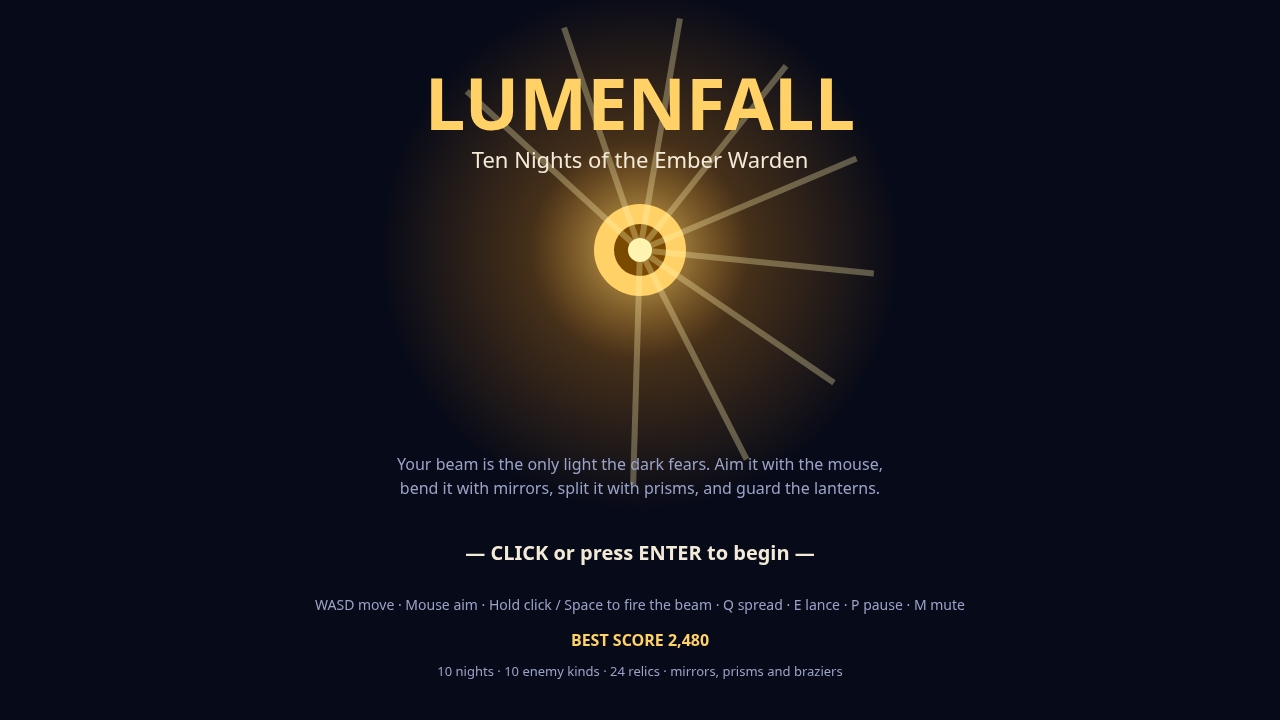 LUMENFALL
Ten Nights of the Ember Warden
Your beam is the only light the dark fears. Aim it with the mouse,
bend it with mirrors, split it with prisms, and guard the lanterns.
— CLICK or press ENTER to begin —
WASD move · Mouse aim · Hold click / Space to fire the beam · Q spread · E lance · P pause · M mute
BEST SCORE 2,480
10 nights · 10 enemy kinds · 24 relics · mirrors, prisms and braziers